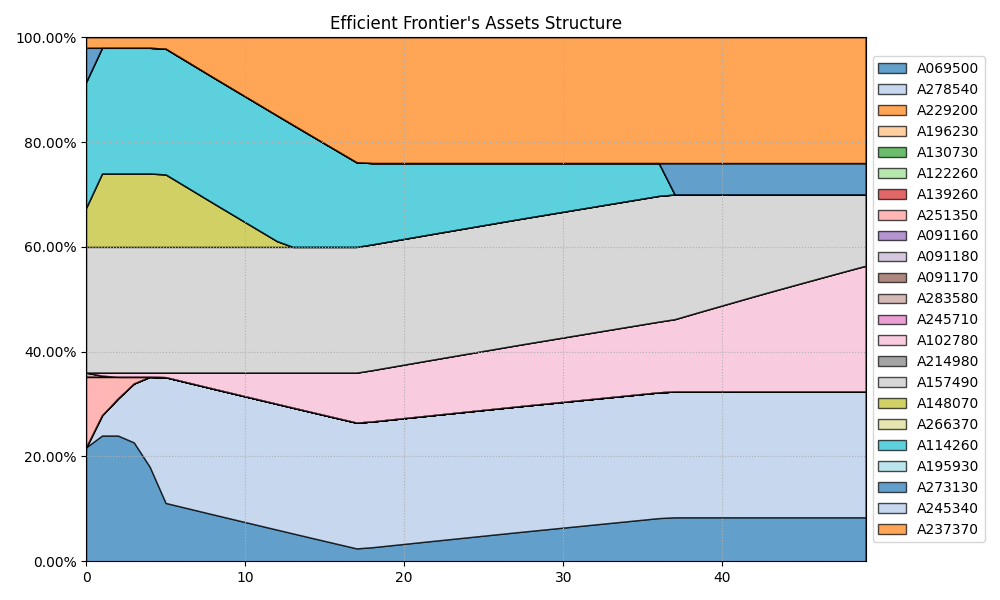 Efficient Frontier's Assets Structure
100.00%
80.00%
60.00%
40.00%
20.00%
0.00%
0
10
20
30
40
A069500
A278540
A229200
A196230
A130730
A122260
A139260
A251350
A091160
A091180
A091170
A283580
A245710
A102780
A214980
A157490
A148070
A266370
A114260
A195930
A273130
A245340
A237370